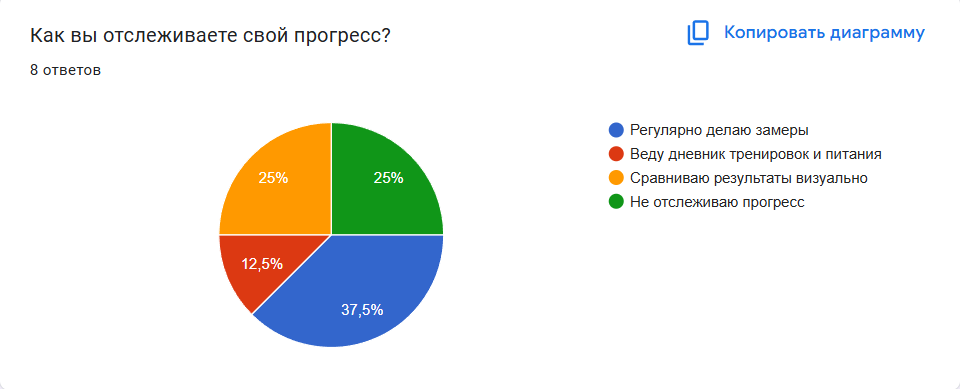 Как вы отслеживаете свой прогресс?
Копировать диаграмму
8 ответов
25%
25%
12,5%
37,5%
Регулярно делаю замеры
Веду дневник тренировок и питания
Сравниваю результаты визуально
Не отслеживаю прогресс